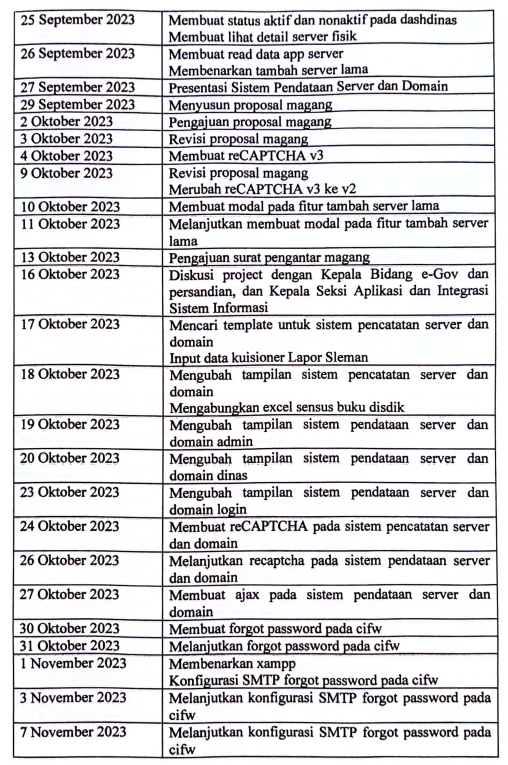 25 September 2023 Membuat status aktif dan nonaktif pada dashdinas
Membuat lihat detail server fisik
26 September 2023 Membuat read data app server
Membenarkan tambah server lama
27 September 2023 Presentasi Sistem Pendataan Server dan Domain
29 September 2023 Menyusun proposal magang
2 Oktober 2023 Pengajuan proposal magang
3 Oktober 2023 Revisi proposal magang
4 Oktober 2023 Membuat reCAPTCHA v3
9 Oktober 2023 Revisi proposal magang
Merubah reCAPTCHA v3 ke v2
10 Oktober 2023 Membuat modal pada fitur tambah server lama
11 Oktober 2023 Melanjutkan membuat modal pada fitur tambah server
lama
13 Oktober 2023 Pengajuan surat pengantar magang
16 Oktober 2023 Diskusi project dengan Kepala Bidang e-Gov dan
persandian, dan Kepala Seksi Aplikasi dan Integrasi
Sistem Informasi
17 Oktober 2023 Mencari template untuk sistem pencatatan server dan
domain
Input data kuisioner Lapor Sleman
18 Oktober 2023 Mengubah tampilan sistem pencatatan server dan
domain
Mengabungkan excel sensus buku disdik
19 Oktober 2023 Mengubah tampilan sistem pendataan server dan
domain admin
20 Oktober 2023 Mengubah tampilan sistem pendataan server dan
domain dinas
23 Oktober 2023 Mengubah tampilan sistem pendataan server dan
domain login
24 Oktober 2023 Membuat reCAPTCHA pada sistem pencatatan server
dan domain
26 Oktober 2023 Melanjutkan recaptcha pada sistem pendataan server
dan domain
27 Oktober 2023 Membuat ajax pada sistem pendataan server dan
domain
30 Oktober 2023 Membuat forgot password pada cifw
31 Oktober 2023 Melanjutkan forgot password pada cifw
1 November 2023 Membenarkan xampp
Konfigurasi SMTP forgot password pada cifw
3 November 2023 Melanjutkan konfigurasi SMTP forgot password pada
cifw
7 November 2023 Melanjutkan konfigurasi SMTP forgot password pada
cifw